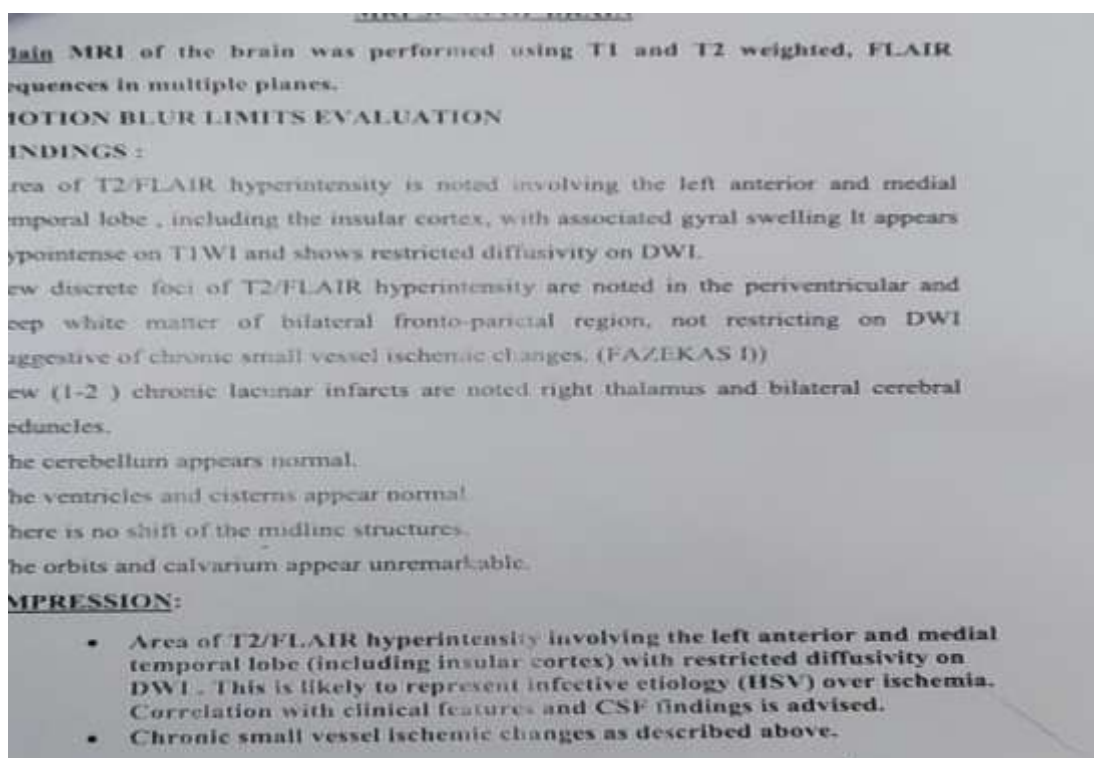 MRI SCAN OF BRAIN
lain MRI of the brain was performed using T1 and T2 weighted, FLAIR
equences in multiple planes.
MOTION BLUR LIMITS EVALUATION
INDINGS :
rea of T2/FLAIR hyperintensity is noted involving the left anterior and medial
emporal lobe , including the insular cortex, with associated gyral swelling It appears
ypointense on T1WI and shows restricted diffusivity on DWI.
ew discrete foci of T2/FLAIR hyperintensity are noted in the periventricular and
eep white matter of bilateral fronto-parietal region, not restricting on DWI
uggestive of chronic small vessel ischemic changes. (FAZEKAS I))
ew (1-2 ) chronic lacunar infarcts are noted right thalamus and bilateral cerebral
eduncles.
he cerebellum appears normal.
he ventricles and cisterns appear normal
here is no shift of the midline structures.
he orbits and calvarium appear unremarkable.
MPRESSION:
• Area of T2/FLAIR hyperintensity involving the left anterior and medial
temporal lobe (including insular cortex) with restricted diffusivity on
DWI . This is likely to represent infective etiology (HSV) over ischemia.
Correlation with clinical features and CSF findings is advised.
• Chronic small vessel ischemic changes as described above.